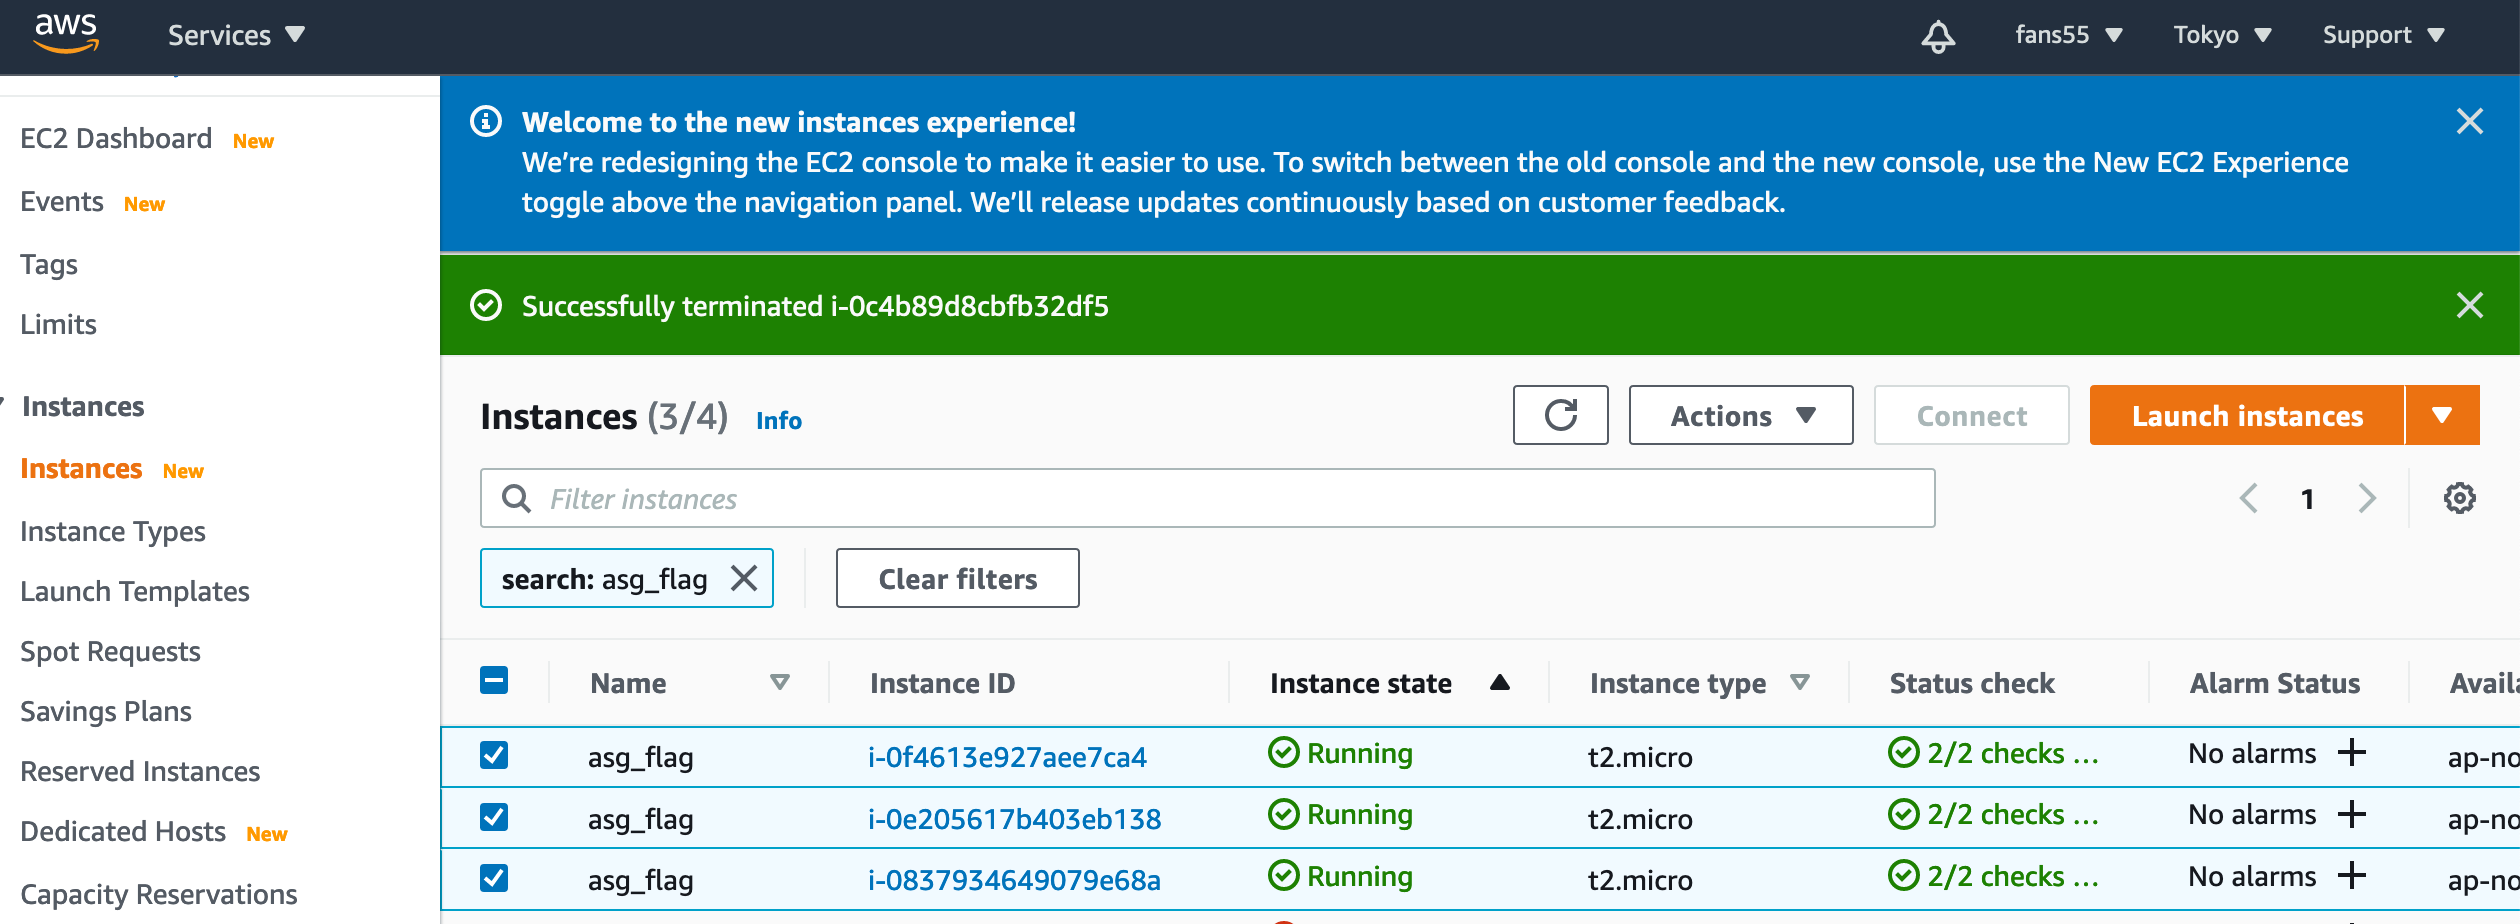 aws Services fans55 Tokyo Support
EC2 Dashboard New
Events New
Tags
Limits
Instances
Instances New
Instance Types
Launch Templates
Spot Requests
Savings Plans
Reserved Instances
Dedicated Hosts New
Capacity Reservations
Welcome to the new instances experience!
We’re redesigning the EC2 console to make it easier to use. To switch between the old console and the new console, use the New EC2 Experience
toggle above the navigation panel. We’ll release updates continuously based on customer feedback.
Successfully terminated i-0c4b89d8cbfb32df5
Instances (3/4) Info Actions Connect Launch instances
Filter instances 1
search: asg_flag Clear filters
Name Instance ID Instance state Instance type Status check Alarm Status Availa
asg_flag i-0f4613e927aee7ca4 Running t2.micro 2/2 checks … No alarms + ap-no
asg_flag i-0e205617b403eb138 Running t2.micro 2/2 checks … No alarms + ap-no
asg_flag i-0837934649079e68a Running t2.micro 2/2 checks … No alarms + ap-no